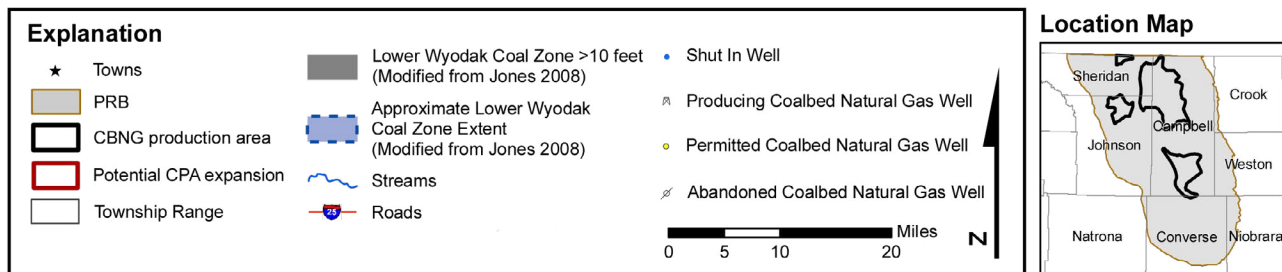 Explanation
Towns
PRB
CBNG production area
Potential CPA expansion
Township Range
Lower Wyodak Coal Zone >10 feet
(Modified from Jones 2008)
Approximate Lower Wyodak
Coal Zone Extent
(Modified from Jones 2008)
Streams
25
Roads
Shut In Well
Producing Coalbed Natural Gas Well
Permitted Coalbed Natural Gas Well
Abandoned Coalbed Natural Gas Well
Miles
0 5 10 20
N
Location Map
Sheridan
Crook
Campbell
Johnson
Weston
Natrona
Converse
Niobrara